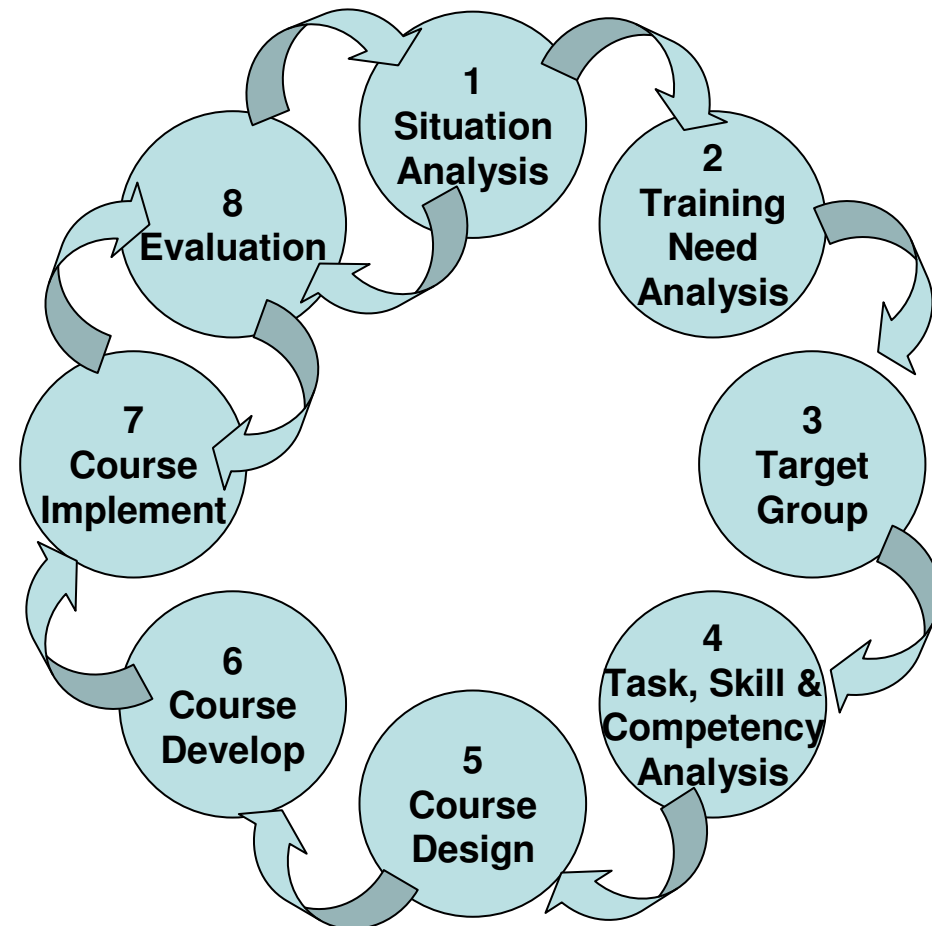 1
Situation
Analysis
2
Training
Need
Analysis
3
Target
Group
4
Task, Skill &
Competency
Analysis
5
Course
Design
6
Course
Develop
7
Course
Implement
8
Evaluation